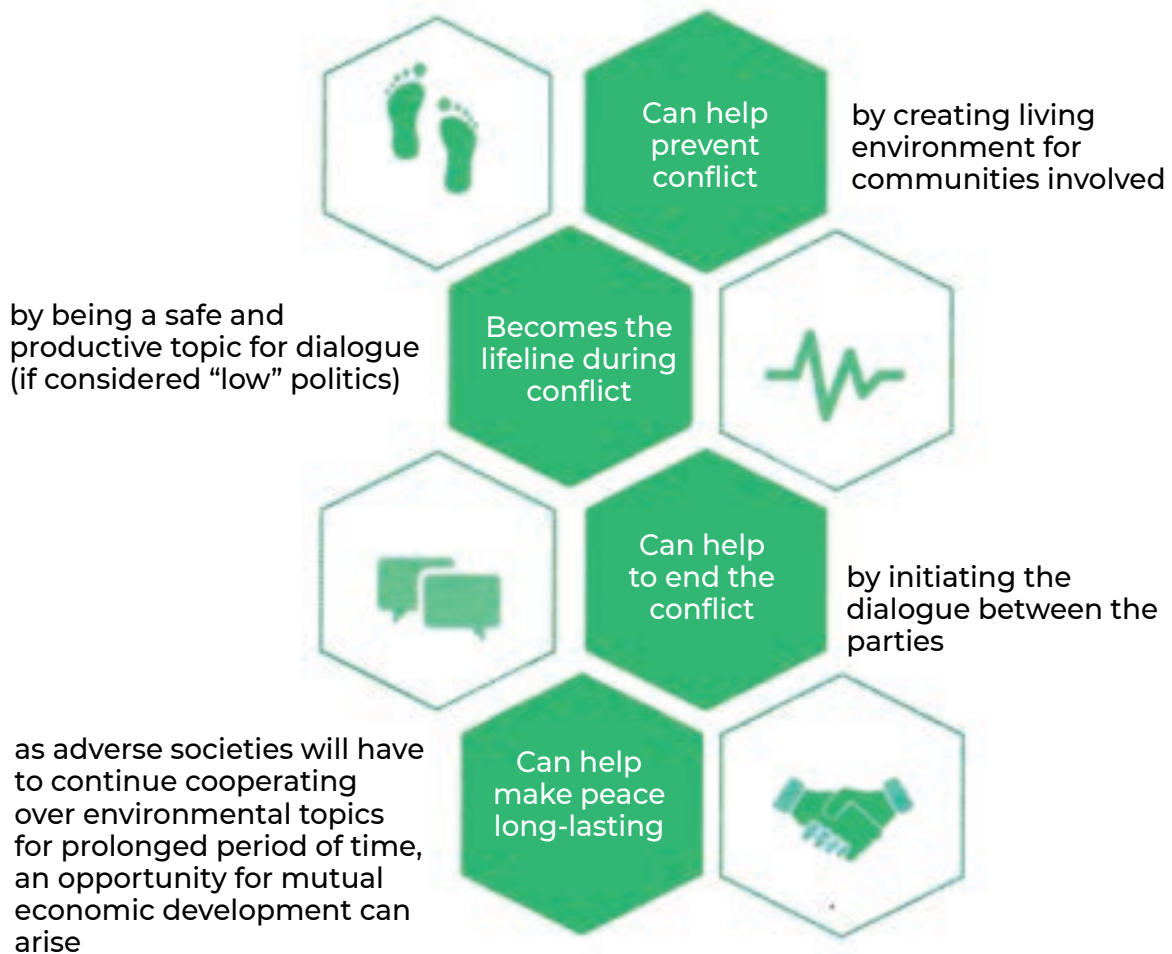 Can help
prevent
conflict
by creating living
environment for
communities involved
by being a safe and
productive topic for dialogue
(if considered “low” politics)
Becomes the
lifeline during
conflict
Can help
to end the
conflict
by initiating the
dialogue between the
parties
as adverse societies will have
to continue cooperating
over environmental topics
for prolonged period of time,
an opportunity for mutual
economic development can
arise
Can help
make peace
long-lasting